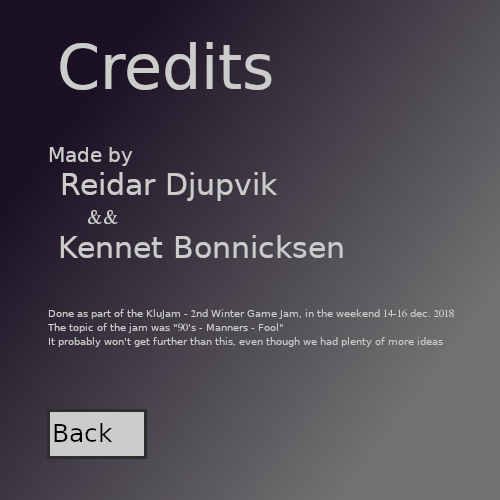 Credits
Made by
Reidar Djupvik
&&
Kennet Bonnicksen
Done as part of the KluJam - 2nd Winter Game Jam, in the weekend 14-16 dec. 2018
The topic of the jam was "90's - Manners - Fool"
It probably won't get further than this, even though we had plenty of more ideas
Back